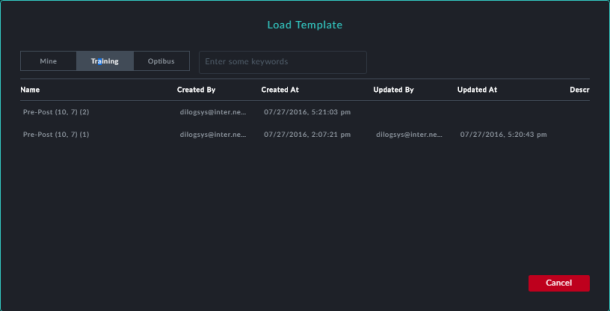 Load Template
Mine Training Optibus Enter some keywords
Name Created By Created At Updated By Updated At Descr
Pre-Post (10, 7) (2) dilogsys@inter.ne... 07/27/2016, 5:21:03 pm
Pre-Post (10, 7) (1) dilogsys@inter.ne... 07/27/2016, 2:07:21 pm dilogsys@inter.ne... 07/27/2016, 5:20:43 pm
Cancel